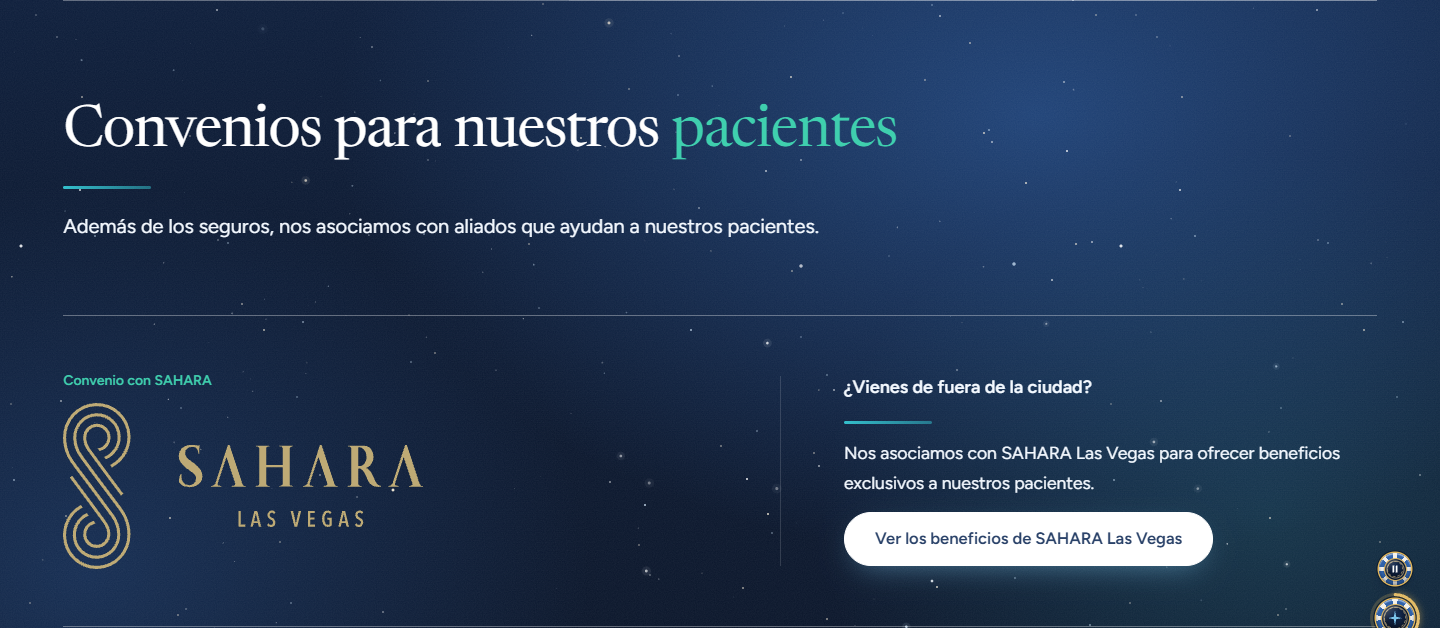 Convenios para nuestros pacientes
Además de los seguros, nos asociamos con aliados que ayudan a nuestros pacientes.
Convenio con SAHARA
SAHARA
LAS VEGAS
¿Vienes de fuera de la ciudad?
Nos asociamos con SAHARA Las Vegas para ofrecer beneficios
exclusivos a nuestros pacientes.
Ver los beneficios de SAHARA Las Vegas